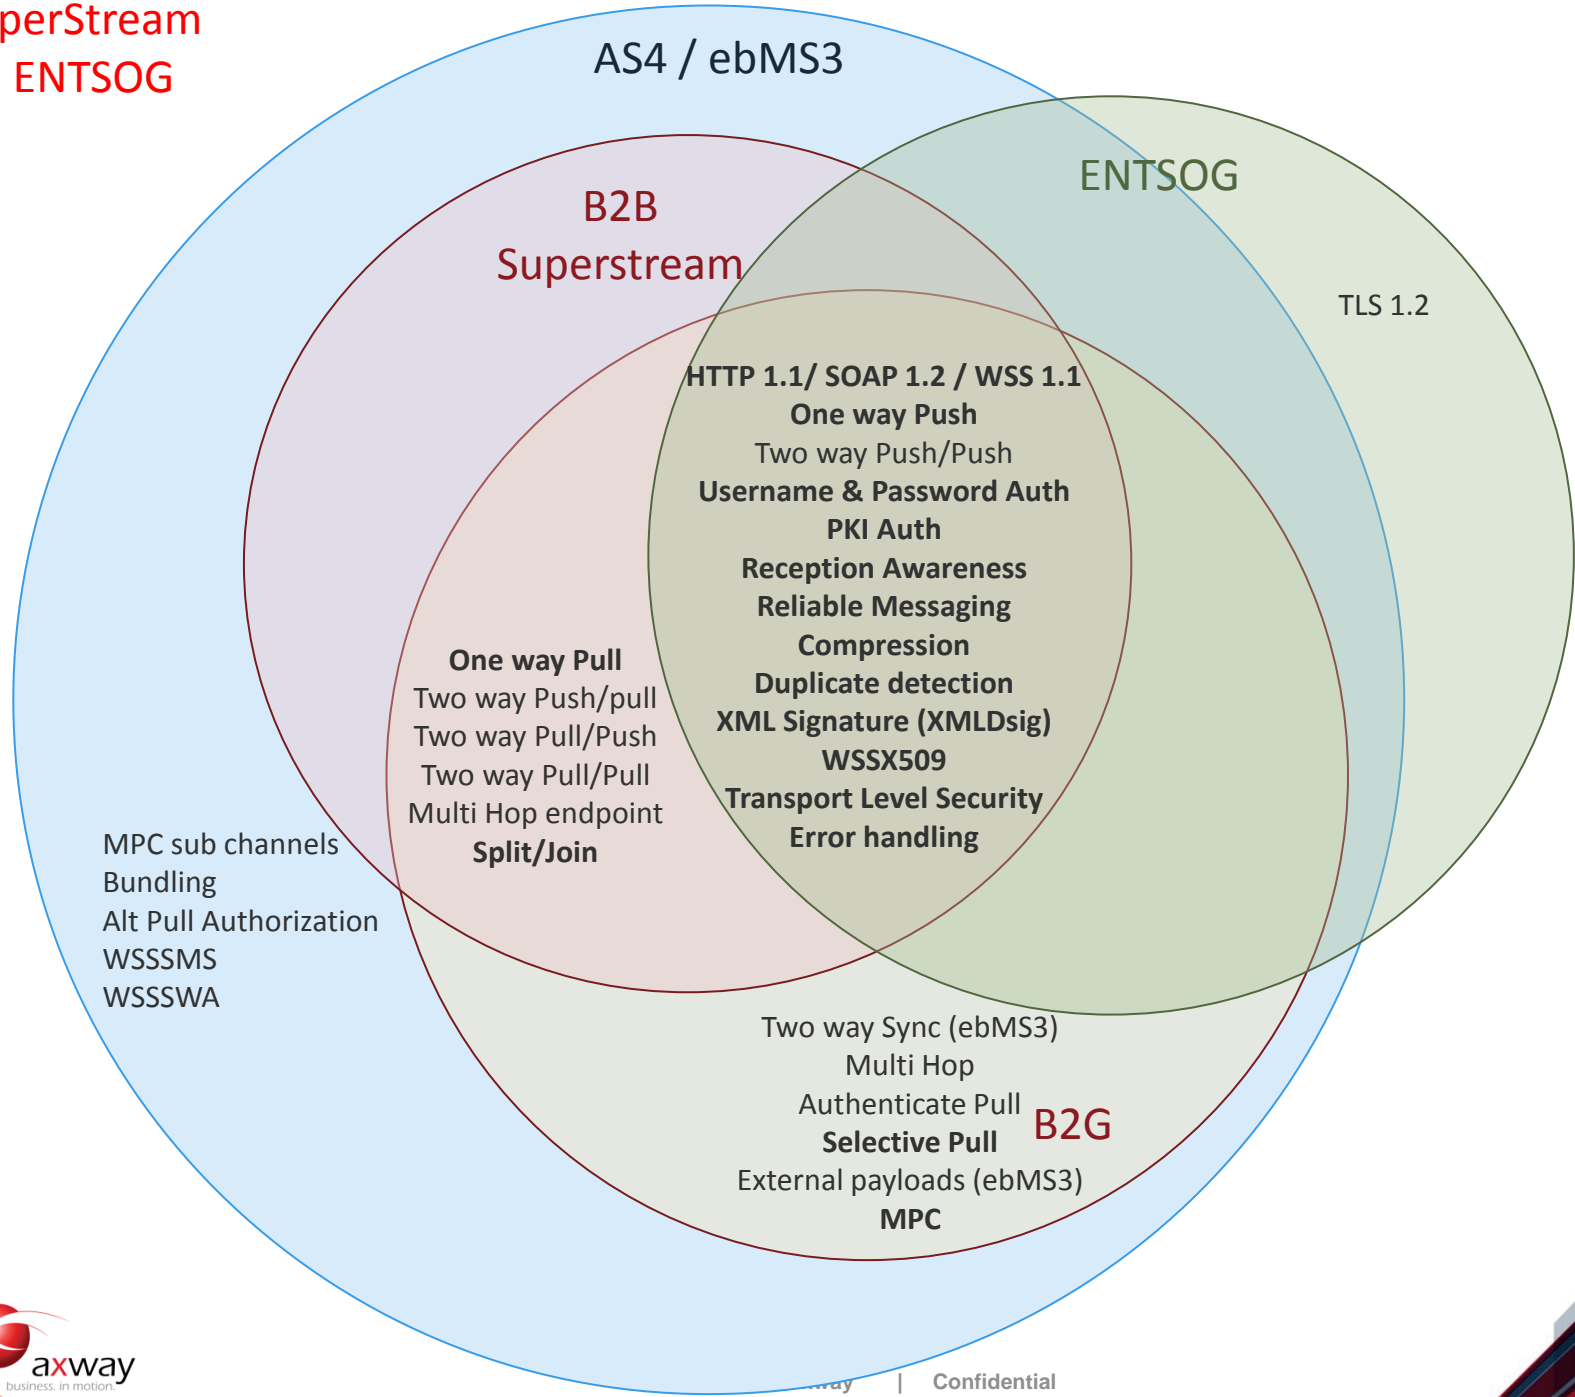 perStream
ENTSOG
AS4 / ebMS3
ENTSOG
B2B
Superstream
TLS 1.2
HTTP 1.1/ SOAP 1.2 / WSS 1.1
One way Push
Two way Push/Push
Username & Password Auth
PKI Auth
Reception Awareness
Reliable Messaging
Compression
Duplicate detection
XML Signature (XMLDsig)
WSSX509
Transport Level Security
Error handling
One way Pull
Two way Push/pull
Two way Pull/Push
Two way Pull/Pull
Multi Hop endpoint
Split/Join
MPC sub channels
Bundling
Alt Pull Authorization
WSSSMS
WSSSWA
Two way Sync (ebMS3)
Multi Hop
Authenticate Pull
Selective Pull
External payloads (ebMS3)
MPC
B2G
axway
business. in motion.
| Confidential